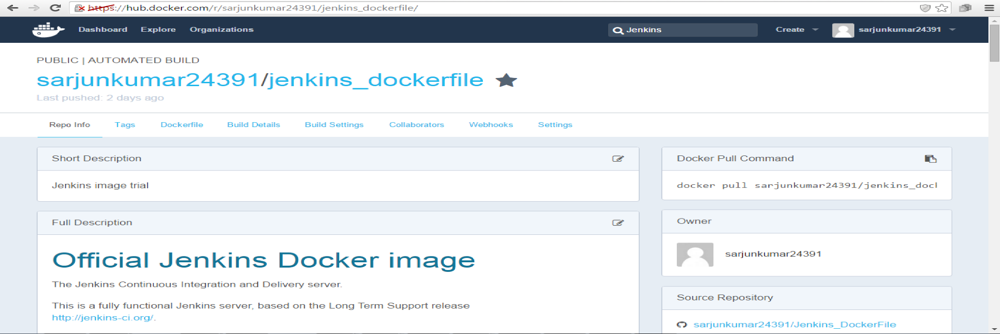 https://hub.docker.com/r/sarjunkumar24391/jenkins_dockerfile/
Dashboard Explore Organizations Jenkins Create sarjunkumar24391
PUBLIC | AUTOMATED BUILD
sarjunkumar24391/jenkins_dockerfile
Last pushed: 2 days ago
Repo Info Tags Dockerfile Build Details Build Settings Collaborators Webhooks Settings
Short Description
Jenkins image trial
Full Description
Official Jenkins Docker image
The Jenkins Continuous Integration and Delivery server.
This is a fully functional Jenkins server, based on the Long Term Support release
http://jenkins-ci.org/.
Docker Pull Command
docker pull sarjunkumar24391/jenkins_doc
Owner
sarjunkumar24391
Source Repository
sarjunkumar24391/Jenkins_DockerFile